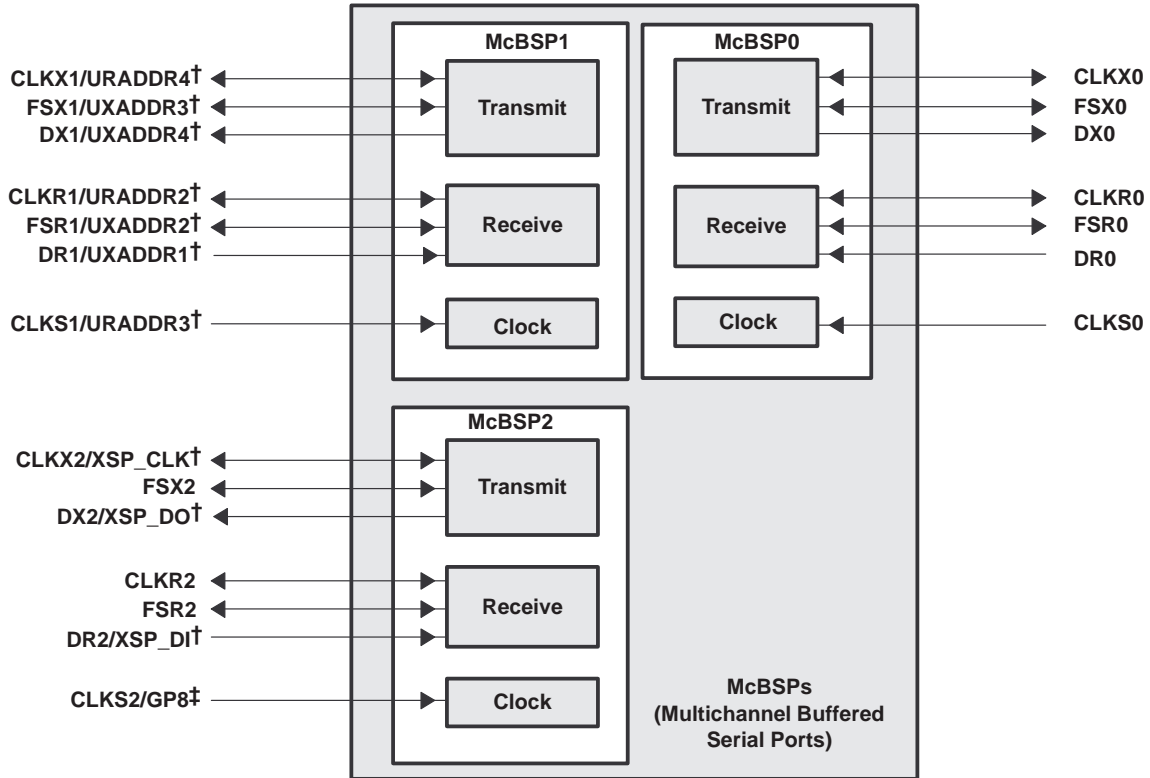 McBSP1
McBSP0
CLKX1/URADDR4†
FSX1/UXADDR3†
DX1/UXADDR4†
Transmit
Transmit
CLKX0
FSX0
DX0
CLKR1/URADDR2†
FSR1/UXADDR2†
DR1/UXADDR1†
Receive
Receive
CLKR0
FSR0
DR0
CLKS1/URADDR3†
Clock
Clock
CLKS0
McBSP2
CLKX2/XSP_CLK†
FSX2
DX2/XSP_DO†
Transmit
CLKR2
FSR2
DR2/XSP_DI†
Receive
CLKS2/GP8‡
Clock
McBSPs
(Multichannel Buffered
Serial Ports)